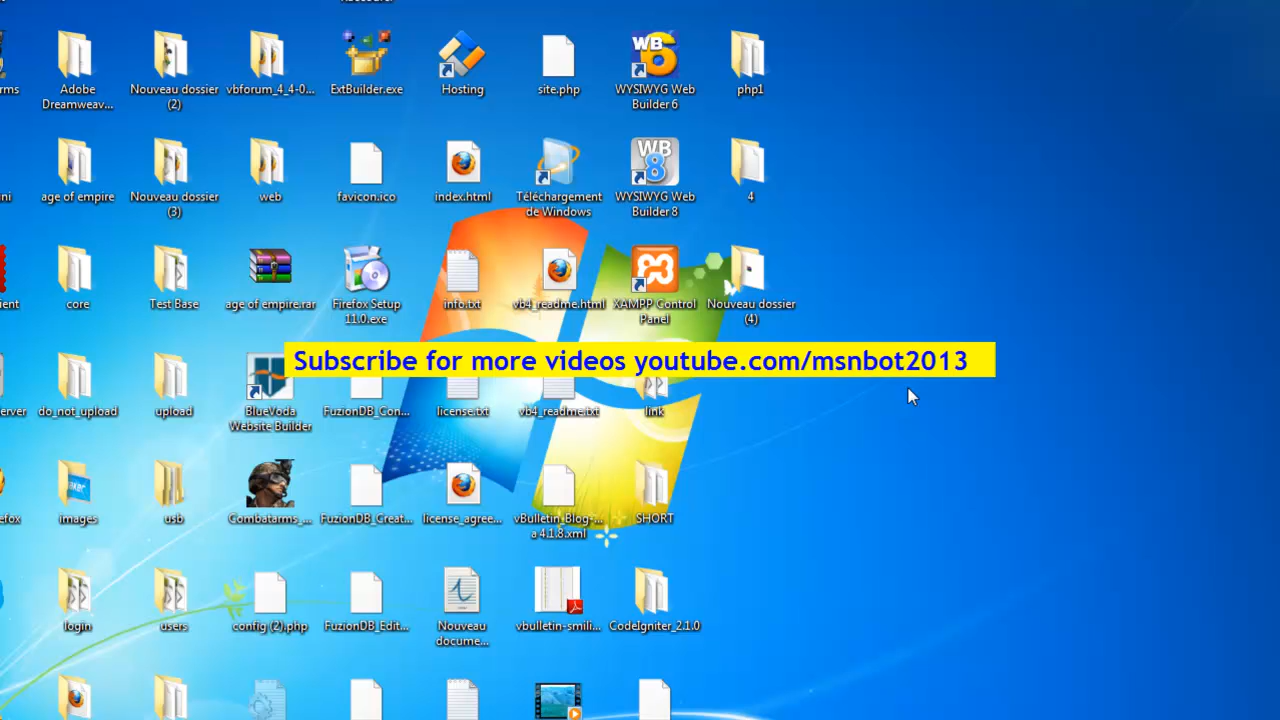 rms
Adobe
Dreamweav...
Nouveau dossier
(2)
vbforum_4_4-0...
ExtBuilder.exe
Hosting
site.php
WB
6
WYSIWYG Web
Builder 6
php1
ni
age of empire
Nouveau dossier
(3)
web
favicon.ico
index.html
Téléchargement
de Windows
WB
8
WYSIWYG Web
Builder 8
4
ient
core
Test Base
age of empire.rar
Firefox Setup
11.0.exe
info.txt
vb4_readme.html
XAMPP Control
Panel
Nouveau dossier
(4)
Subscribe for more videos youtube.com/msnbot2013
erver
do_not_upload
upload
BlueVoda
Website Builder
FuzionDB_Con...
license.txt
vb4_readme.txt
link
efox
images
usb
Combatarms_...
FuzionDB_Creat...
license_agree...
vBulletin_Blog-...
a 4.1.8.xml
SHORT
login
users
config (2).php
FuzionDB_Edit...
Nouveau
docume...
vbulletin-smili...
CodeIgniter_2.1.0